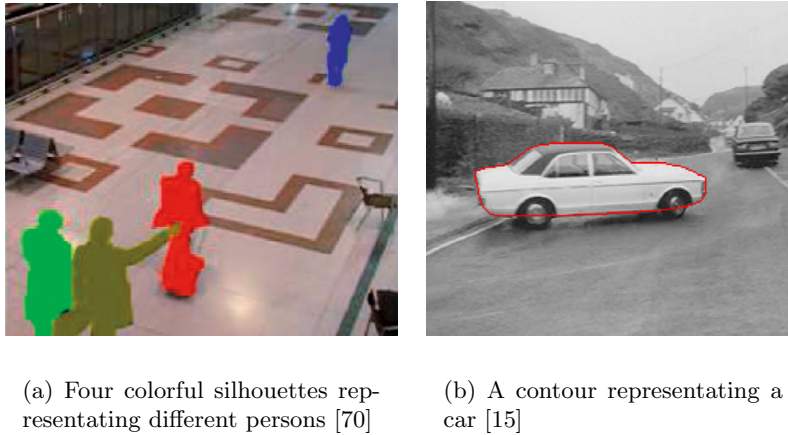 (a) Four colorful silhouettes rep-
resentating different persons [70]
(b) A contour representating a
car [15]